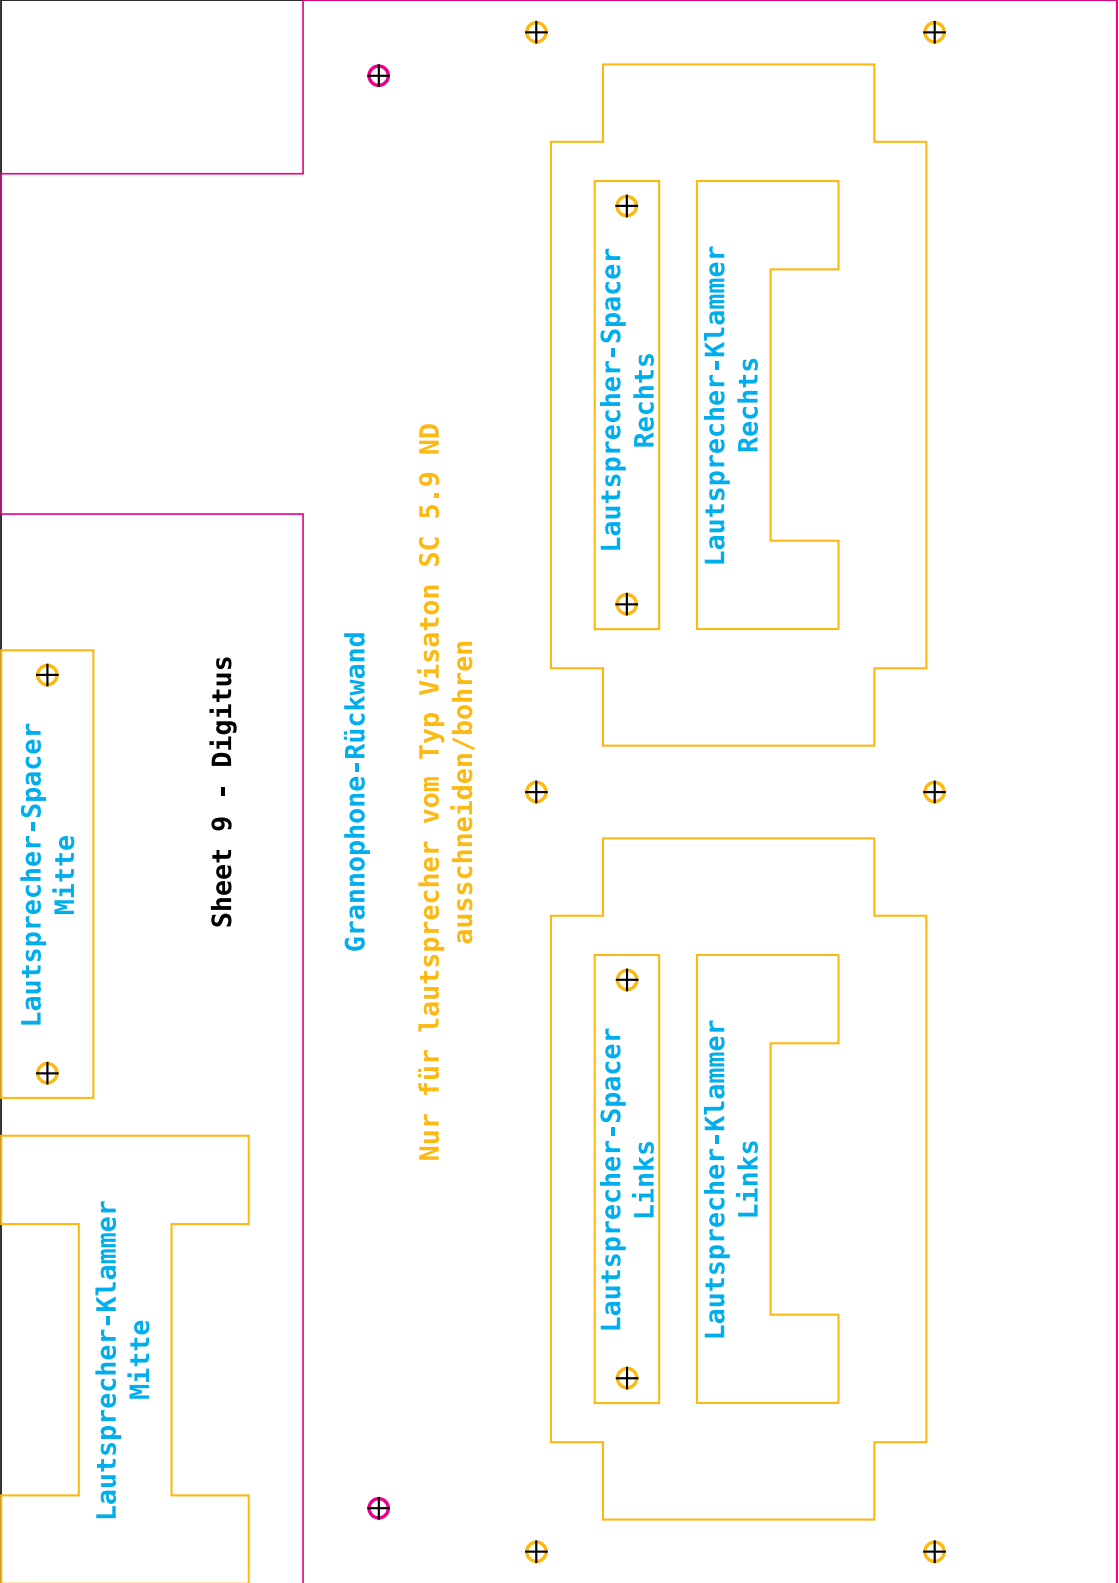 Lautsprecher-Spacer
Mitte
Lautsprecher-Klammer
Mitte
Sheet 9 - Digitus
Grannophone-Rückwand
Nur für lautsprecher vom Typ Visaton SC 5.9 ND
ausschneiden/bohren
Lautsprecher-Spacer
Rechts
Lautsprecher-Klammer
Rechts
Lautsprecher-Spacer
Links
Lautsprecher-Klammer
Links